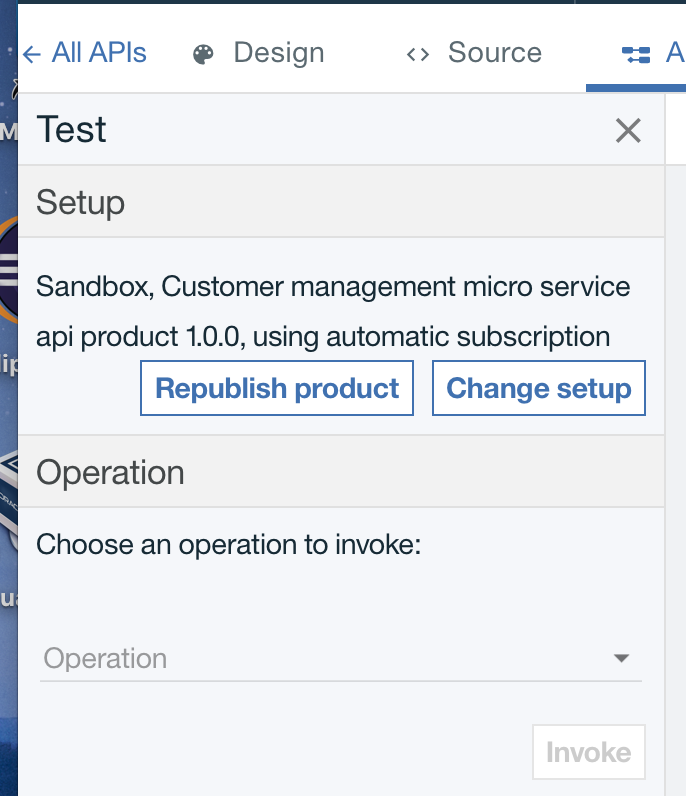 All APIs Design Source A
Test
Setup
Sandbox, Customer management micro service
api product 1.0.0, using automatic subscription
Republish product Change setup
Operation
Choose an operation to invoke:
Operation
Invoke